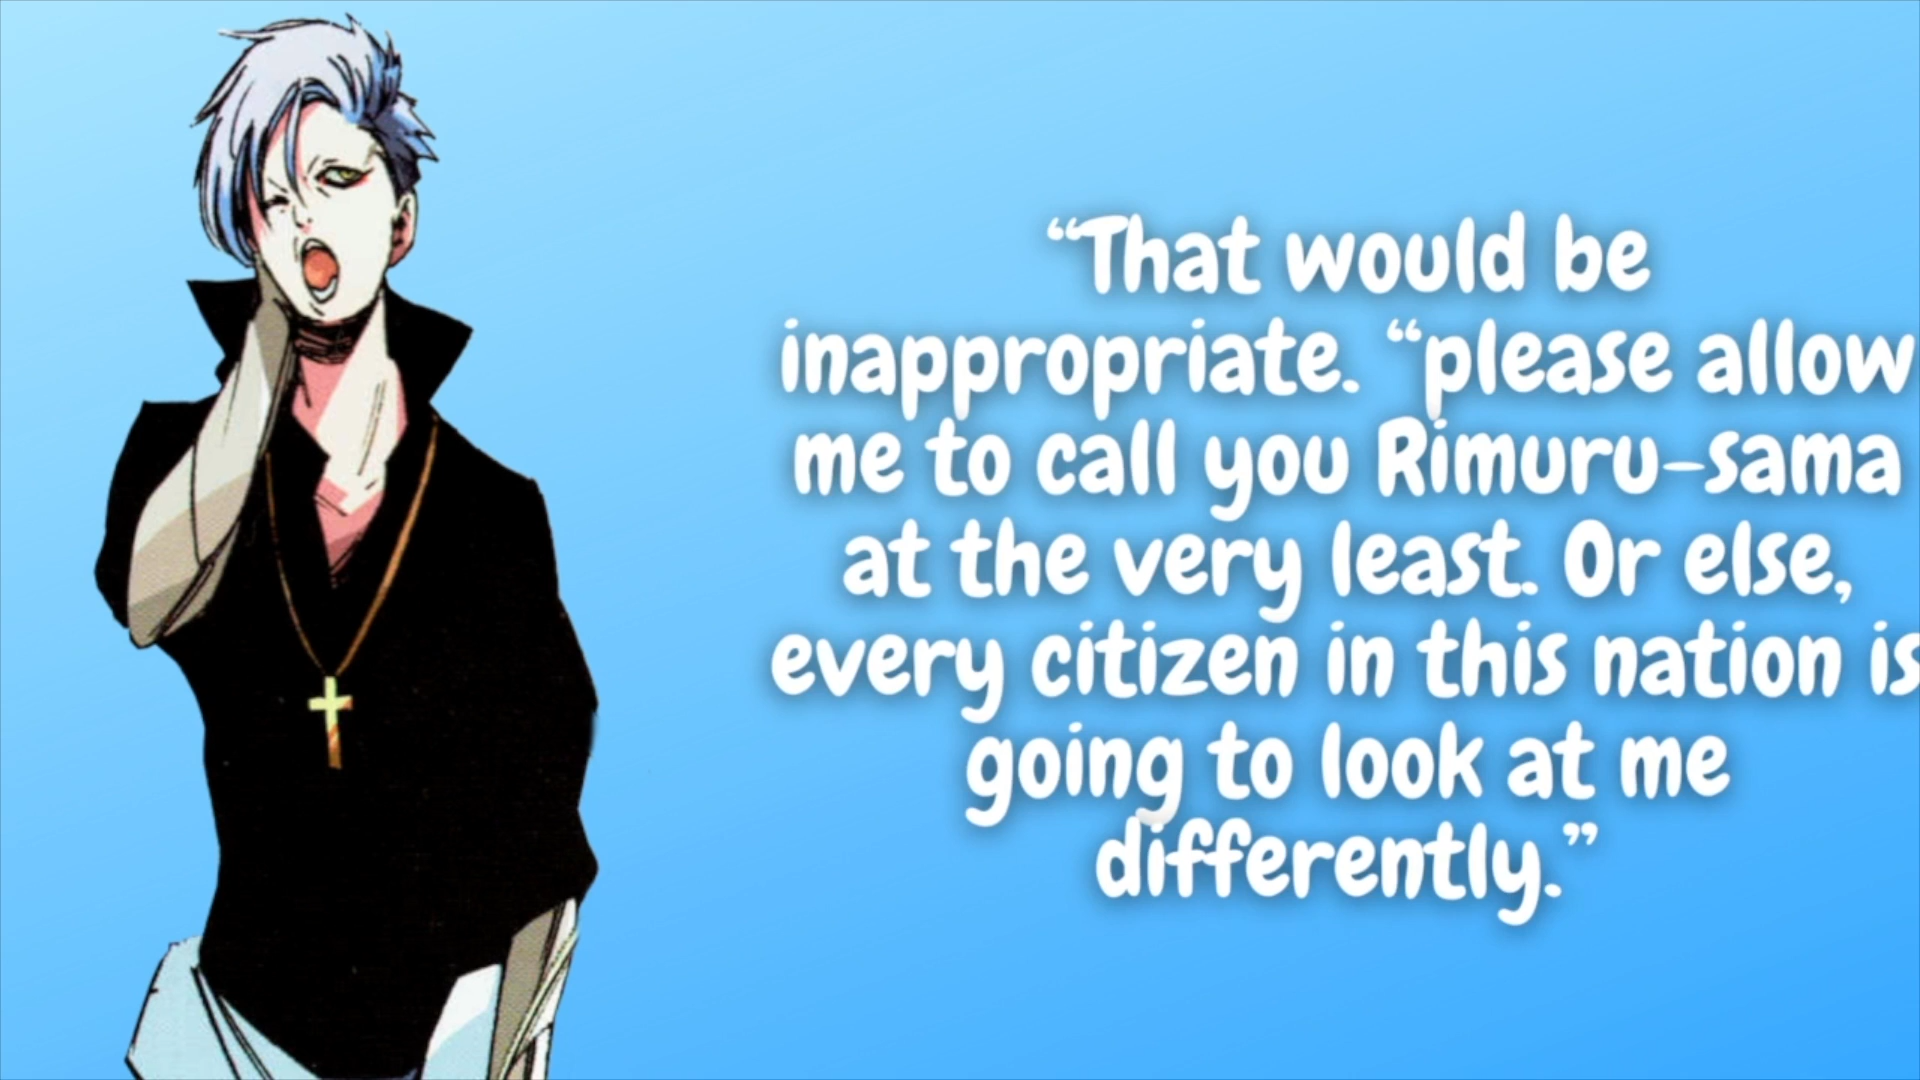 “That would be
inappropriate. “please allow
me to call you Rimuru-sama
at the very least. Or else,
every citizen in this nation is
going to look at me
differently.”